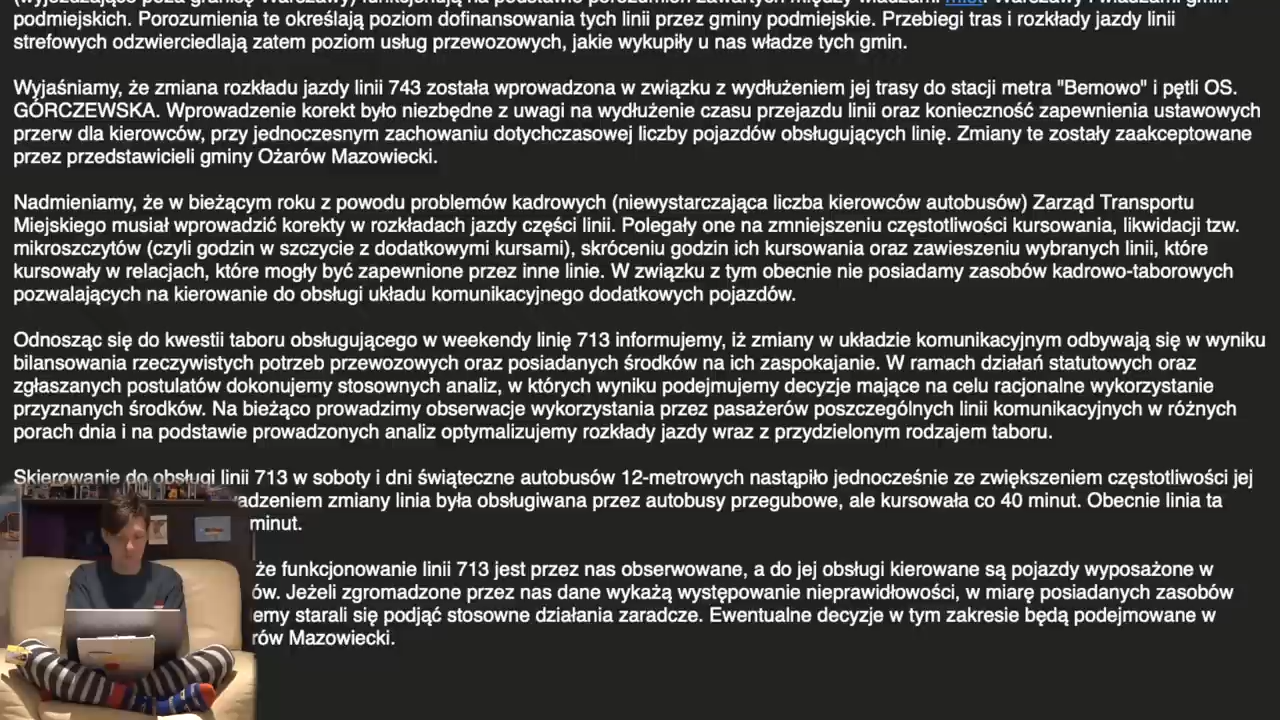 (wyjeżdżające poza granicę Warszawy) funkcjonują na podstawie porozumień zawartych między władzami m.st. Warszawy i władzami gmin
podmiejskich. Porozumienia te określają poziom dofinansowania tych linii przez gminy podmiejskie. Przebiegi tras i rozkłady jazdy linii
strefowych odzwierciedlają zatem poziom usług przewozowych, jakie wykupiły u nas władze tych gmin.
Wyjaśniamy, że zmiana rozkładu jazdy linii 743 została wprowadzona w związku z wydłużeniem jej trasy do stacji metra "Bemowo" i pętli OS.
GÓRCZEWSKA. Wprowadzenie korekt było niezbędne z uwagi na wydłużenie czasu przejazdu linii oraz konieczność zapewnienia ustawowych
przerw dla kierowców, przy jednoczesnym zachowaniu dotychczasowej liczby pojazdów obsługujących linię. Zmiany te zostały zaakceptowane
przez przedstawicieli gminy Ożarów Mazowiecki.
Nadmieniamy, że w bieżącym roku z powodu problemów kadrowych (niewystarczająca liczba kierowców autobusów) Zarząd Transportu
Miejskiego musiał wprowadzić korekty w rozkładach jazdy części linii. Polegały one na zmniejszeniu częstotliwości kursowania, likwidacji tzw.
mikroszczytów (czyli godzin w szczycie z dodatkowymi kursami), skróceniu godzin ich kursowania oraz zawieszeniu wybranych linii, które
kursowały w relacjach, które mogły być zapewnione przez inne linie. W związku z tym obecnie nie posiadamy zasobów kadrowo-taborowych
pozwalających na kierowanie do obsługi układu komunikacyjnego dodatkowych pojazdów.
Odnosząc się do kwestii taboru obsługującego w weekendy linię 713 informujemy, iż zmiany w układzie komunikacyjnym odbywają się w wyniku
bilansowania rzeczywistych potrzeb przewozowych oraz posiadanych środków na ich zaspokajanie. W ramach działań statutowych oraz
zgłaszanych postulatów dokonujemy stosownych analiz, w których wyniku podejmujemy decyzje mające na celu racjonalne wykorzystanie
przyznanych środków. Na bieżąco prowadzimy obserwacje wykorzystania przez pasażerów poszczególnych linii komunikacyjnych w różnych
porach dnia i na podstawie prowadzonych analiz optymalizujemy rozkłady jazdy wraz z przydzielonym rodzajem taboru.
Skierowanie do obsługi linii 713 w soboty i dni świąteczne autobusów 12-metrowych nastąpiło jednocześnie ze zwiększeniem częstotliwości jej
wadzeniem zmiany linia była obsługiwana przez autobusy przegubowe, ale kursowała co 40 minut. Obecnie linia ta
minut.
że funkcjonowanie linii 713 jest przez nas obserwowane, a do jej obsługi kierowane są pojazdy wyposażone w
ów. Jeżeli zgromadzone przez nas dane wykażą występowanie nieprawidłowości, w miarę posiadanych zasobów
emy starali się podjąć stosowne działania zaradcze. Ewentualne decyzje w tym zakresie będą podejmowane w
rów Mazowiecki.